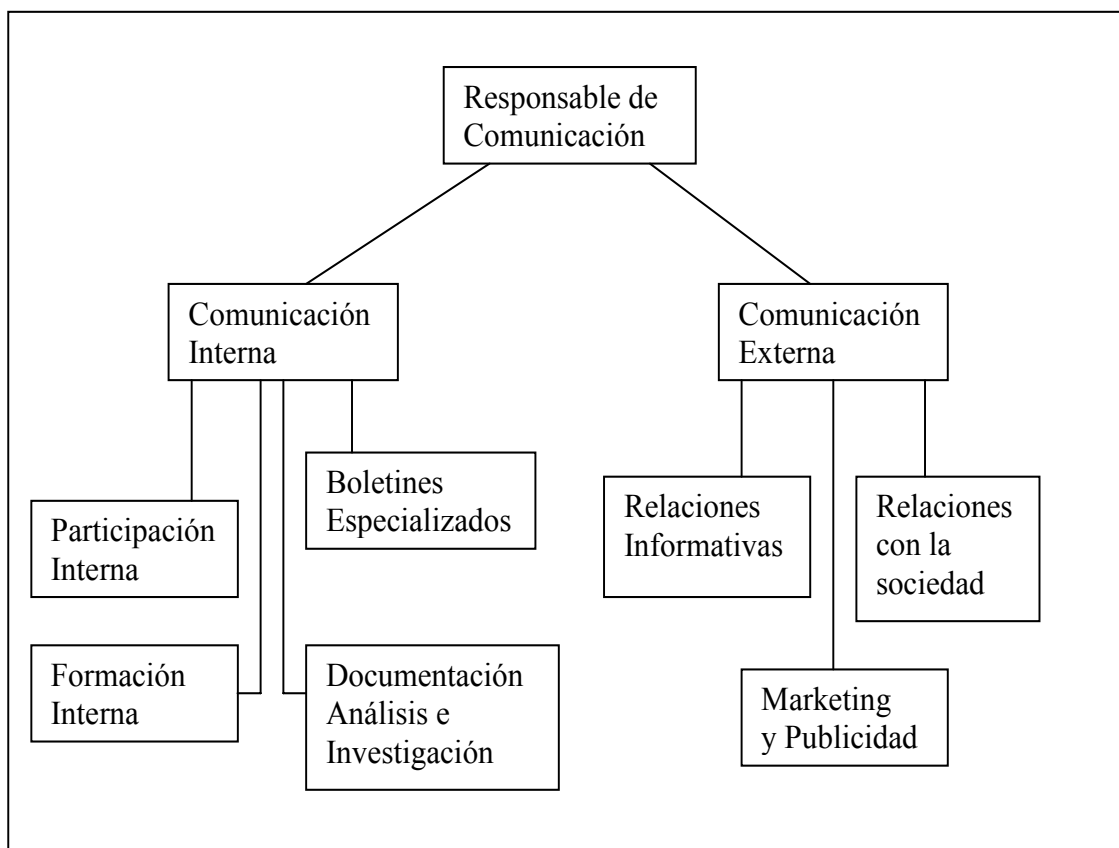 Responsable de
Comunicación
Comunicación
Interna
Comunicación
Externa
Participación
Interna
Boletines
Especializados
Relaciones
Informativas
Relaciones
con la
sociedad
Formación
Interna
Documentación
Análisis e
Investigación
Marketing
y Publicidad